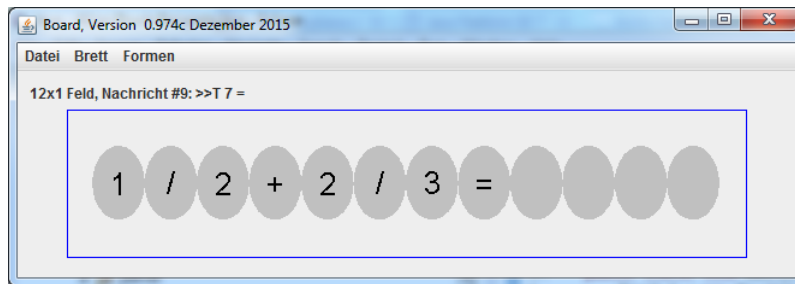 Board, Version 0.974c Dezember 2015
Datei Brett Formen
12x1 Feld, Nachricht #9: >>T 7 =
1 / 2 + 2 / 3 =